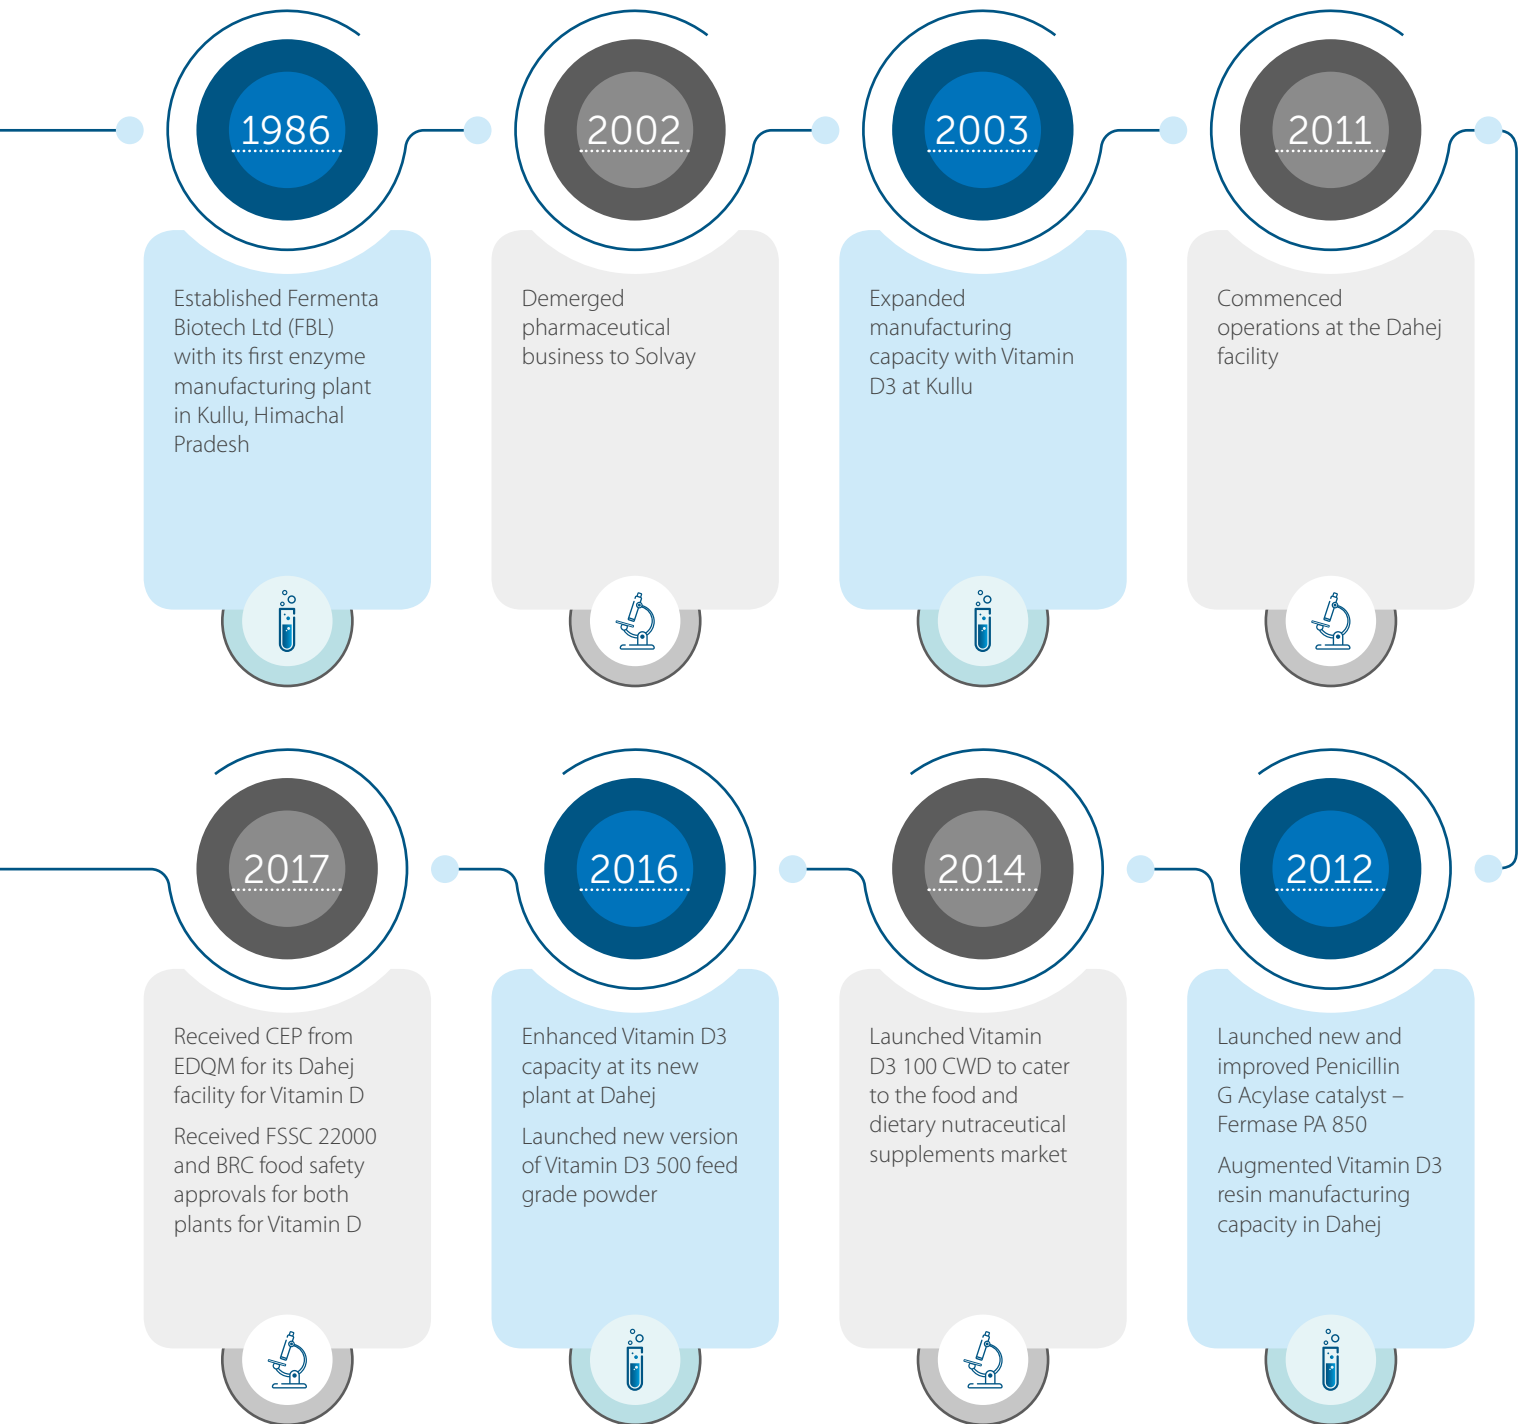 1986
Established Fermenta
Biotech Ltd (FBL)
with its first enzyme
manufacturing plant
in Kullu, Himachal
Pradesh
2002
Demerged
pharmaceutical
business to Solvay
2003
Expanded
manufacturing
capacity with Vitamin
D3 at Kullu
2011
Commenced
operations at the Dahej
facility
2012
Launched new and
improved Penicillin
G Acylase catalyst –
Fermase PA 850
Augmented Vitamin D3
resin manufacturing
capacity in Dahej
2014
Launched Vitamin
D3 100 CWD to cater
to the food and
dietary nutraceutical
supplements market
2016
Enhanced Vitamin D3
capacity at its new
plant at Dahej
Launched new version
of Vitamin D3 500 feed
grade powder
2017
Received CEP from
EDQM for its Dahej
facility for Vitamin D
Received FSSC 22000
and BRC food safety
approvals for both
plants for Vitamin D